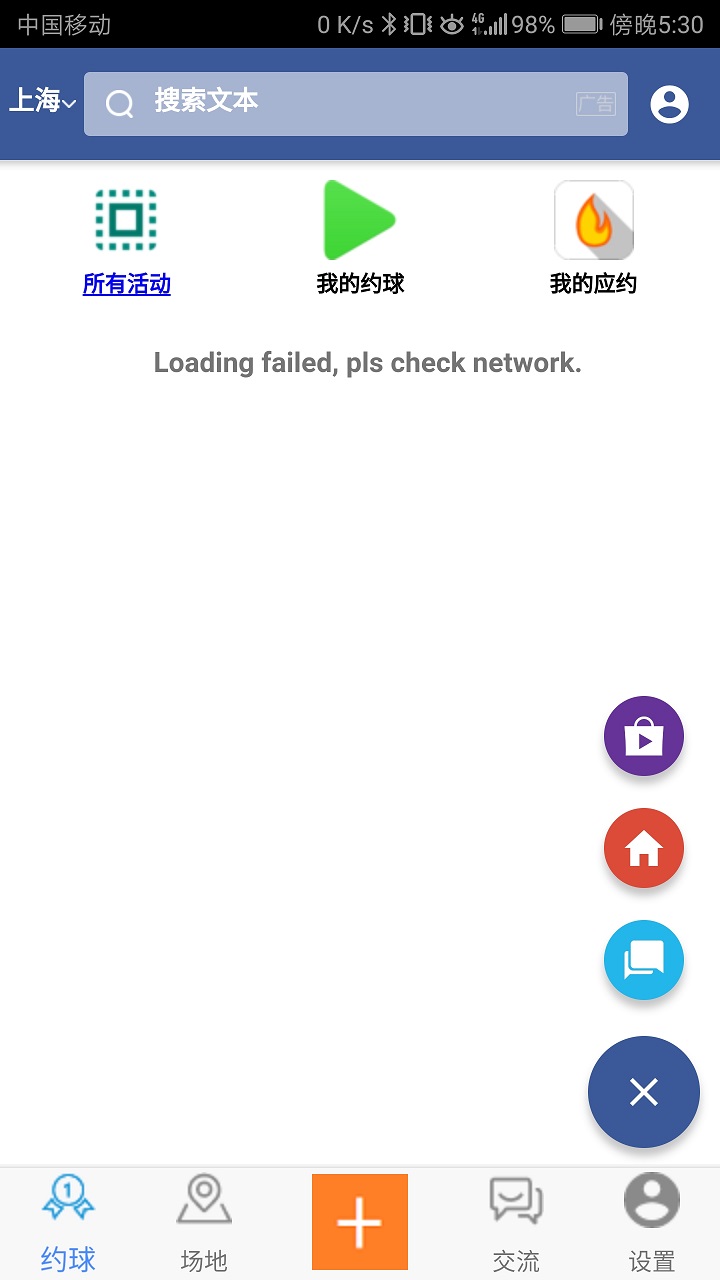 中国移动 0 K/s 4G 98% 傍晚5:30
上海 搜索文本 广告
所有活动 我的约球 我的应约
Loading failed, pls check network.
1
约球 场地 交流 设置